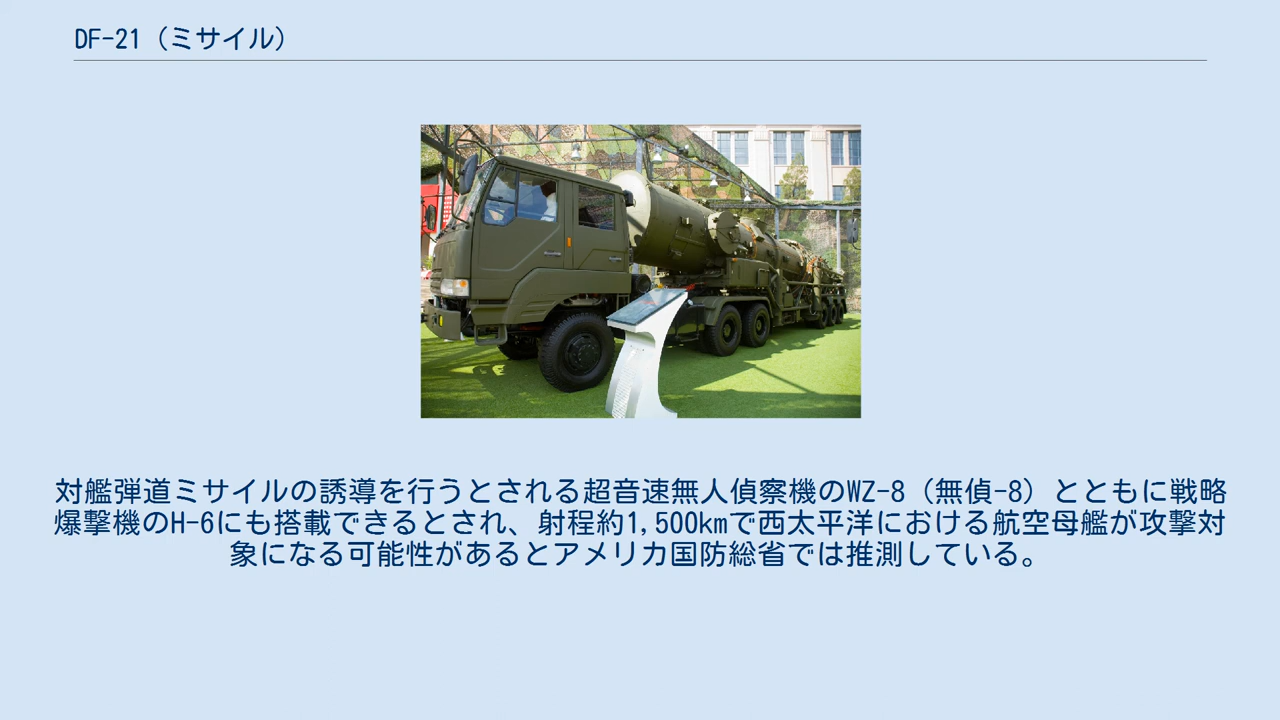 DF-21（ミサイル）
対艦弾道ミサイルの誘導を行うとされる超音速無人偵察機のWZ-8（無偵-8）とともに戦略
爆撃機のH-6にも搭載できるとされ、射程約1,500kmで西太平洋における航空母艦が攻撃対
象になる可能性があるとアメリカ国防総省では推測している。